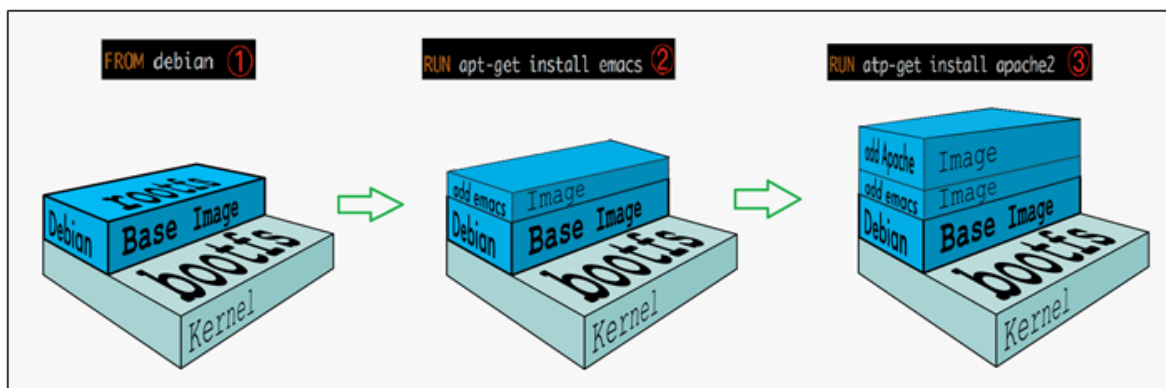 FROM debian ①
RUN apt-get install emacs ②
RUN atp-get install apache2 ③
rootfs
Debian
Base Image
bootfs
Kernel
add emacs
Image
Debian
Base Image
bootfs
Kernel
add Apache
Image
add emacs
Image
Debian
Base Image
bootfs
Kernel